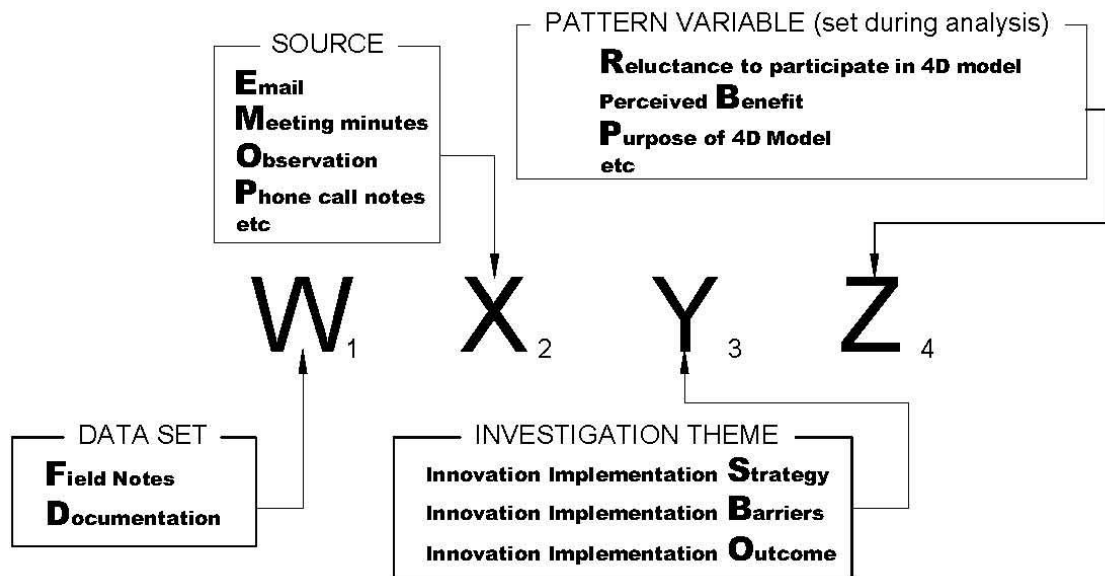 SOURCE
Email
Meeting minutes
Observation
Phone call notes
etc
PATTERN VARIABLE (set during analysis)
Reluctance to participate in 4D model
Perceived Benefit
Purpose of 4D Model
etc
W1 X2 Y3 Z4
DATA SET
Field Notes
Documentation
INVESTIGATION THEME
Innovation Implementation Strategy
Innovation Implementation Barriers
Innovation Implementation Outcome